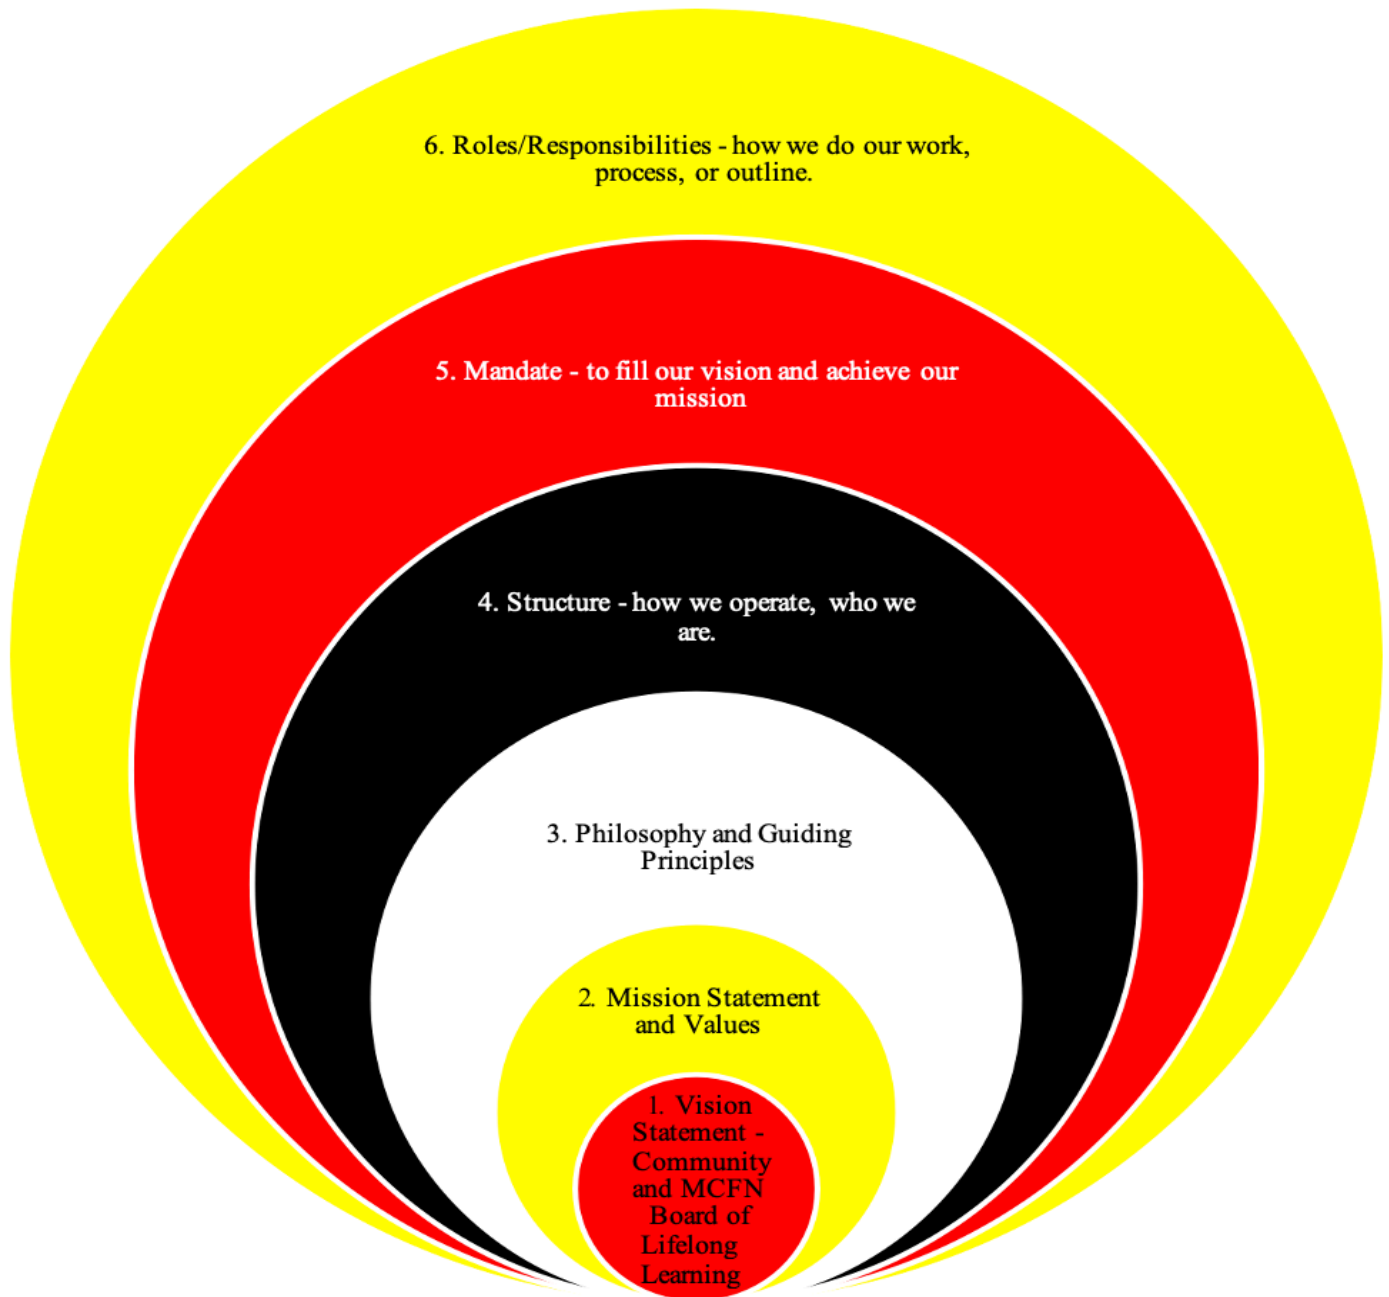 6. Roles/Responsibilities - how we do our work,
process, or outline.
5. Mandate - to fill our vision and achieve our
mission
4. Structure - how we operate, who we
are.
3. Philosophy and Guiding
Principles
2. Mission Statement
and Values
1. Vision
Statement -
Community
and MCFN
Board of
Lifelong
Learning